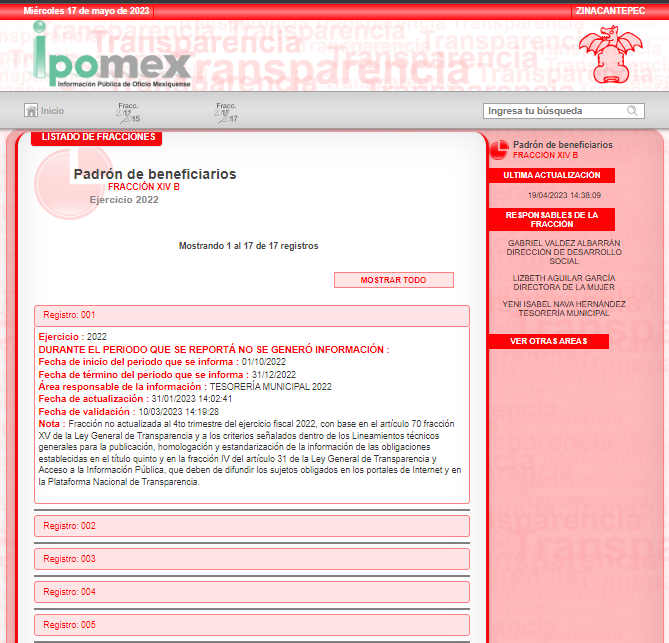 Miércoles 17 de mayo de 2023
ZINACANTEPEC
ipomex
Información Pública de Oficio Mexiquense
Transparencia
Inicio
Fracc.
15
Fracc.
17
Ingresa tu búsqueda
LISTADO DE FRACCIONES
Padrón de beneficiarios
FRACCIÓN XIV B
Ejercicio 2022
Mostrando 1 al 17 de 17 registros
MOSTRAR TODO
Registro: 001
Ejercicio : 2022
DURANTE EL PERIODO QUE SE REPORTÁ NO SE GENERÓ INFORMACIÓN :
Fecha de inicio del periodo que se informa : 01/10/2022
Fecha de término del periodo que se informa : 31/12/2022
Área responsable de la información : TESORERÍA MUNICIPAL 2022
Fecha de actualización : 31/01/2023 14:02:41
Fecha de validación : 10/03/2023 14:19:28
Nota : Fracción no actualizada al 4to trimestre del ejercicio fiscal 2022, con base en el artículo 70 fracción
XV de la Ley General de Transparencia y a los criterios señalados dentro de los Lineamientos técnicos
generales para la publicación, homologación y estandarización de la información de las obligaciones
establecidas en el título quinto y en la fracción IV del artículo 31 de la Ley General de Transparencia y
Acceso a la Información Pública, que deben de difundir los sujetos obligados en los portales de Internet y en
la Plataforma Nacional de Transparencia.
Registro: 002
Registro: 003
Registro: 004
Registro: 005
Padrón de beneficiarios
FRACCIÓN XIV B
ULTIMA ACTUALIZACIÓN
19/04/2023 14:38:09
RESPONSABLES DE LA
FRACCIÓN
GABRIEL VALDEZ ALBARRÁN
DIRECCIÓN DE DESARROLLO
SOCIAL
LIZBETH AGUILAR GARCÍA
DIRECTORA DE LA MUJER
YENI ISABEL NAVA HERNÁNDEZ
TESORERÍA MUNICIPAL
VER OTRAS AREAS